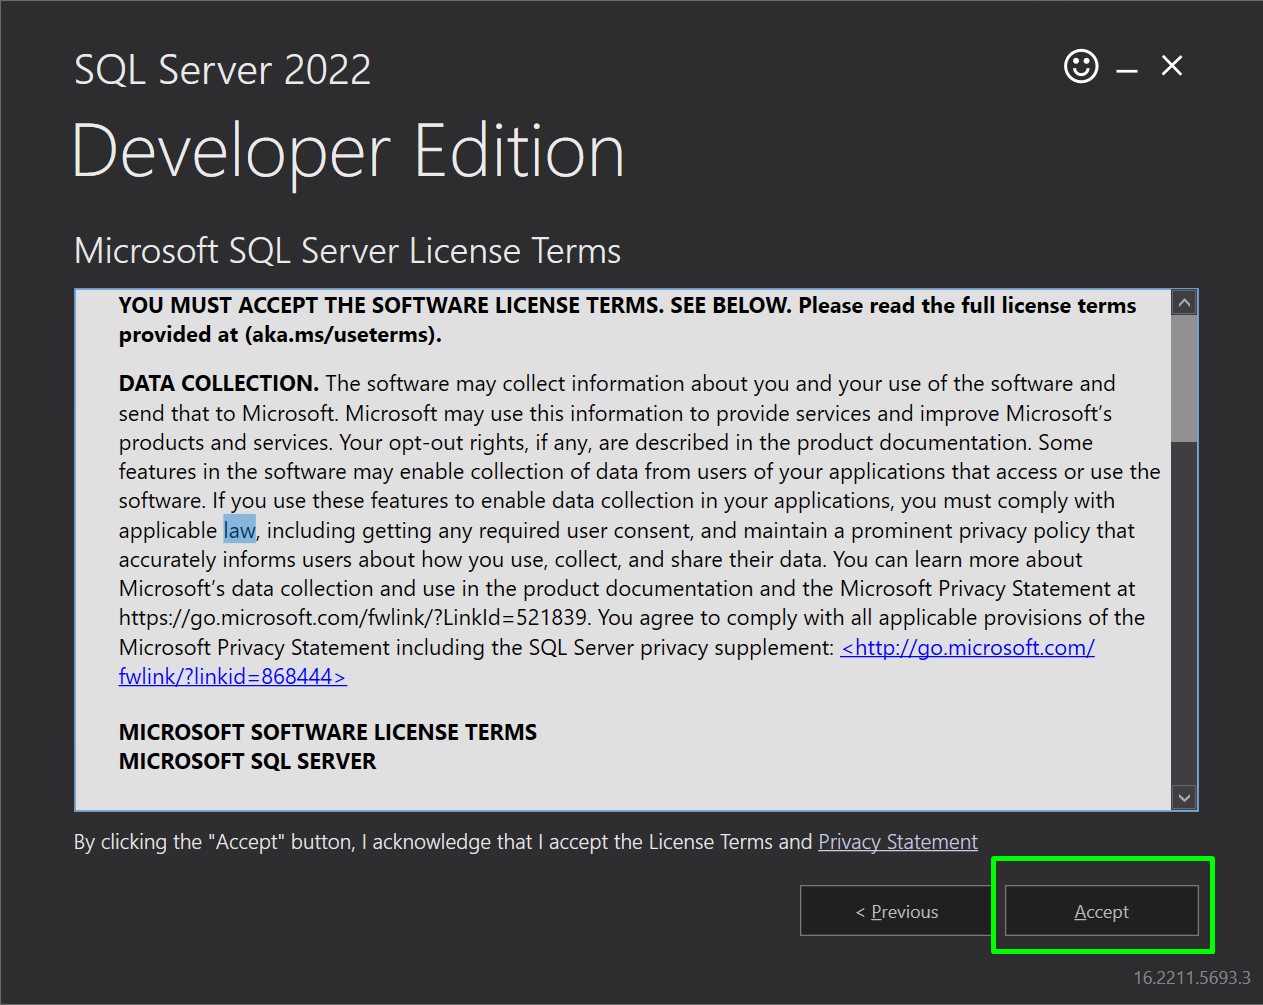 SQL Server 2022
Developer Edition
Microsoft SQL Server License Terms
YOU MUST ACCEPT THE SOFTWARE LICENSE TERMS. SEE BELOW. Please read the full license terms
provided at (aka.ms/useterms).
DATA COLLECTION. The software may collect information about you and your use of the software and
send that to Microsoft. Microsoft may use this information to provide services and improve Microsoft’s
products and services. Your opt-out rights, if any, are described in the product documentation. Some
features in the software may enable collection of data from users of your applications that access or use the
software. If you use these features to enable data collection in your applications, you must comply with
applicable law, including getting any required user consent, and maintain a prominent privacy policy that
accurately informs users about how you use, collect, and share their data. You can learn more about
Microsoft’s data collection and use in the product documentation and the Microsoft Privacy Statement at
https://go.microsoft.com/fwlink/?LinkId=521839. You agree to comply with all applicable provisions of the
Microsoft Privacy Statement including the SQL Server privacy supplement: <http://go.microsoft.com/
fwlink/?linkid=868444>
MICROSOFT SOFTWARE LICENSE TERMS
MICROSOFT SQL SERVER
By clicking the "Accept" button, I acknowledge that I accept the License Terms and Privacy Statement
< Previous
Accept
16.2211.5693.3